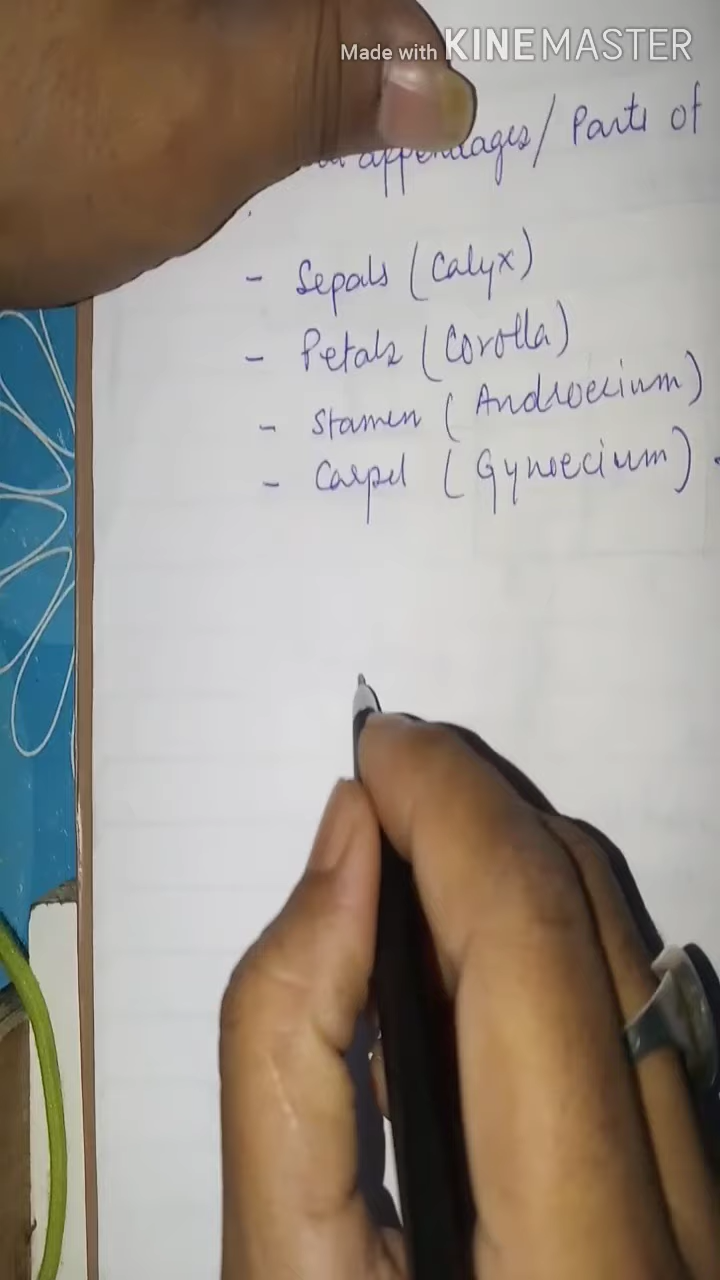 Made with KINEMASTER
appendages/ Parts of
- Sepals (Calyx)
- Petals (Corolla)
- Stamen (Androecium)
- Carpel (Gynoecium)